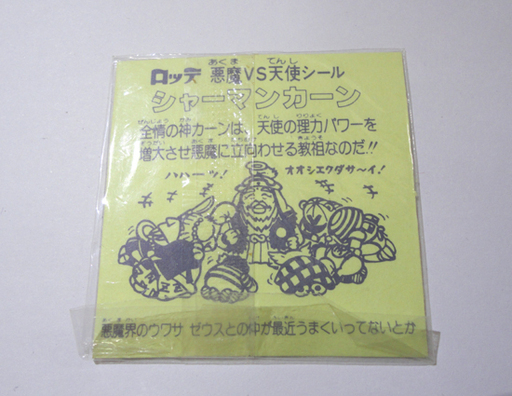 ロッテ 悪魔VS天使シール
シャーマンカーン
全情の神カーンは、天使の理力パワーを
増大させ悪魔に立向わせる教祖なのだ!!
ハハーッ!
オオシエクダサ〜イ!
悪魔界のウワサ ゼウスとの仲が最近うまくいってないとか